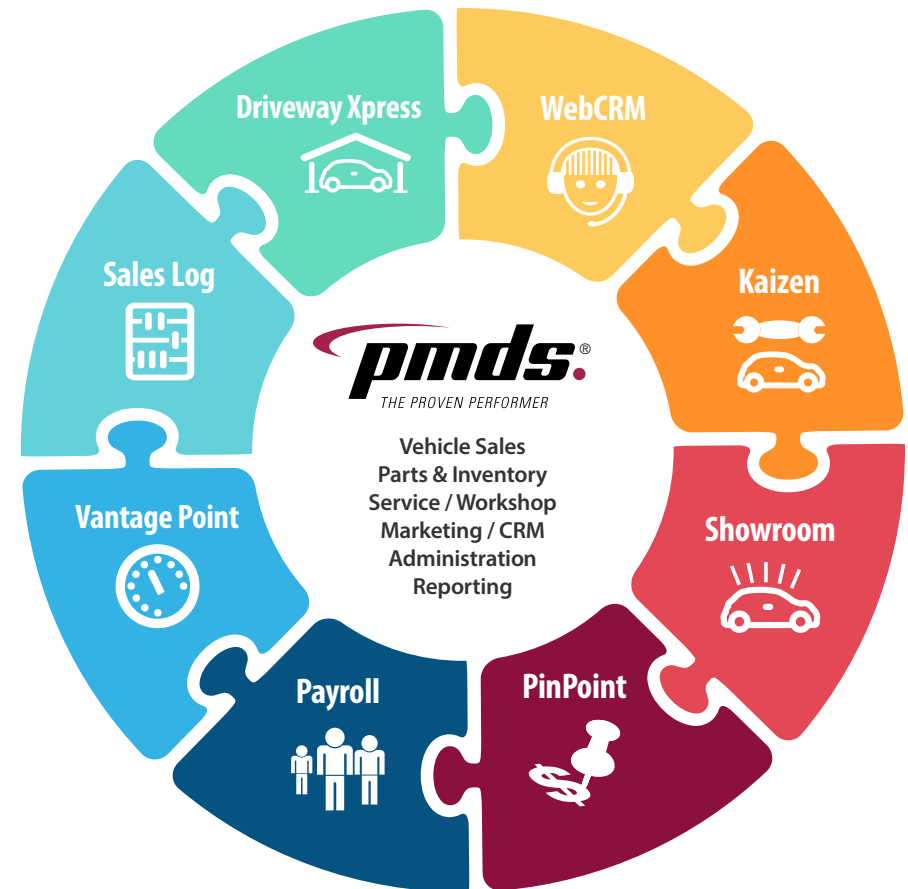 Driveway Xpress
WebCRM
Sales Log
Kaizen
pmds.®
THE PROVEN PERFORMER
Vehicle Sales
Parts & Inventory
Service / Workshop
Marketing / CRM
Administration
Reporting
Vantage Point
Showroom
Payroll
PinPoint
$